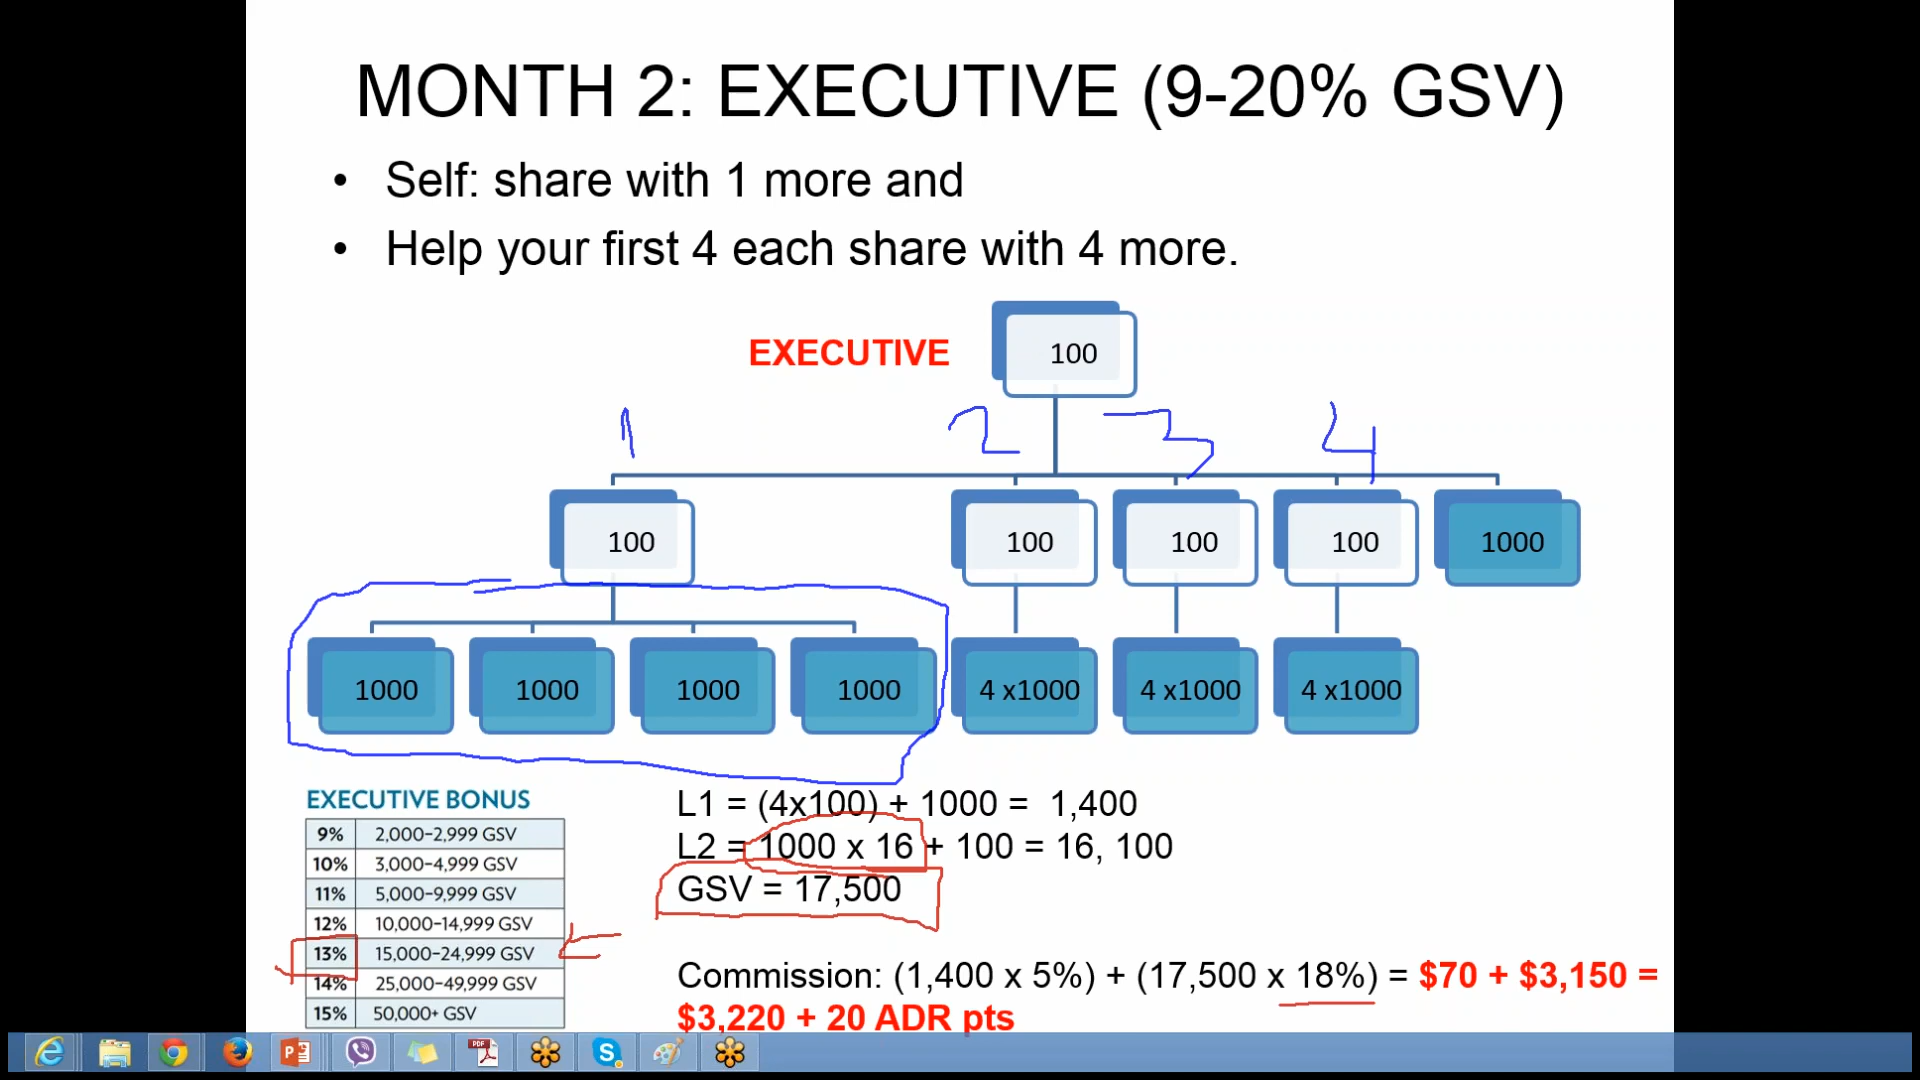 MONTH 2: EXECUTIVE (9-20% GSV)
• Self: share with 1 more and
• Help your first 4 each share with 4 more.
EXECUTIVE
100
1 2 3 4
100 100 100 100 1000
1000 1000 1000 1000 4 x1000 4 x1000 4 x1000
EXECUTIVE BONUS
9% 2,000–2,999 GSV
10% 3,000–4,999 GSV
11% 5,000–9,999 GSV
12% 10,000–14,999 GSV
13% 15,000–24,999 GSV
14% 25,000–49,999 GSV
15% 50,000+ GSV
L1 = (4x100) + 1000 = 1,400
L2 = 1000 x 16 + 100 = 16, 100
GSV = 17,500
Commission: (1,400 x 5%) + (17,500 x 18%) = $70 + $3,150 =
$3,220 + 20 ADR pts